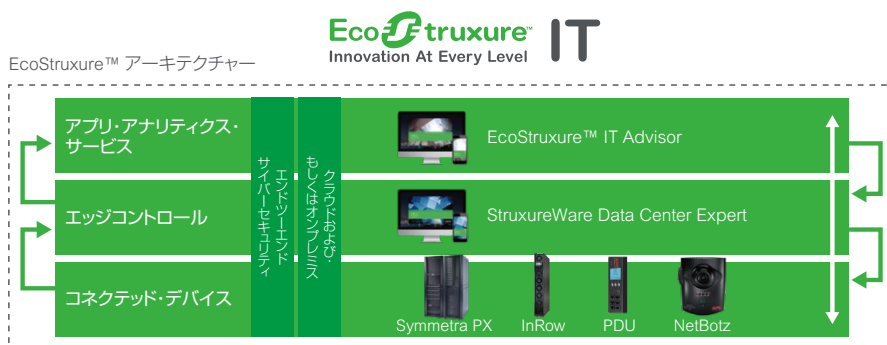 EcoStruxure™ IT
Innovation At Every Level
EcoStruxure™ アーキテクチャー
アプリ・アナリティクス・
サービス
エッジコントロール
コネクテッド・デバイス
エンドツーエンド
サイバーセキュリティ
クラウドおよび・
もしくはオンプレミス
EcoStruxure™ IT Advisor
StruxureWare Data Center Expert
Symmetra PX InRow PDU NetBotz